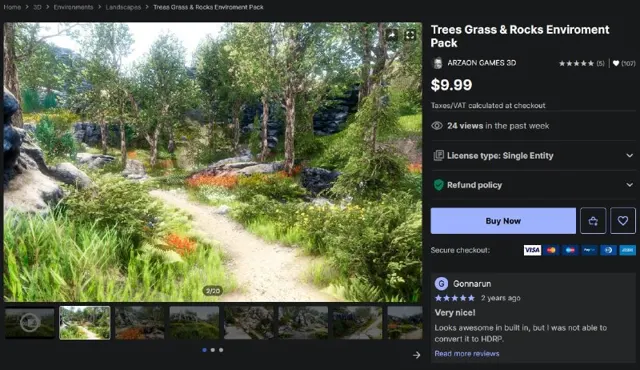 Home > 3D > Environments > Landscapes > Trees Grass & Rocks Enviroment Pack
Trees Grass & Rocks Enviroment
Pack
ARZAON GAMES 3D
(5) | (107)
$9.99
Taxes/VAT calculated at checkout
24 views in the past week
License type: Single Entity
Refund policy
Buy Now
Secure checkout:
VISA
2/20
G Gonnarun
2 years ago
Very nice!
Looks awesome in built in, but I was not able to
convert it to HDRP.
Read more reviews